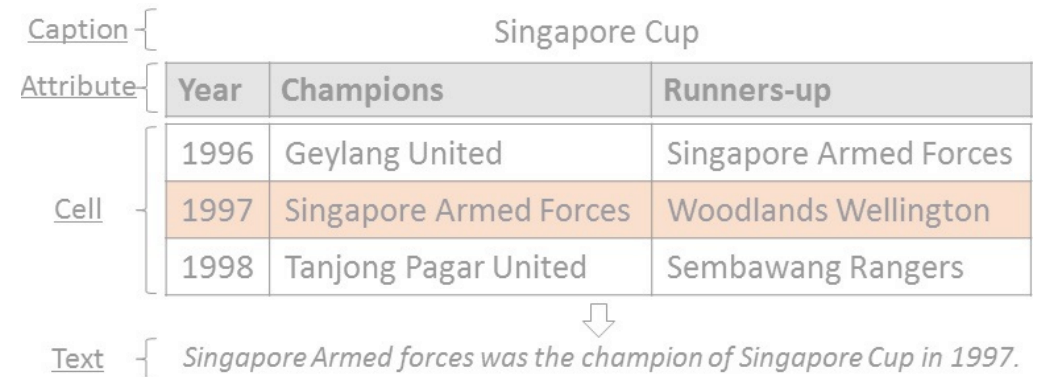 Caption Singapore Cup
Attribute Year Champions Runners-up
1996 Geylang United Singapore Armed Forces
Cell 1997 Singapore Armed Forces Woodlands Wellington
1998 Tanjong Pagar United Sembawang Rangers
Text Singapore Armed forces was the champion of Singapore Cup in 1997.